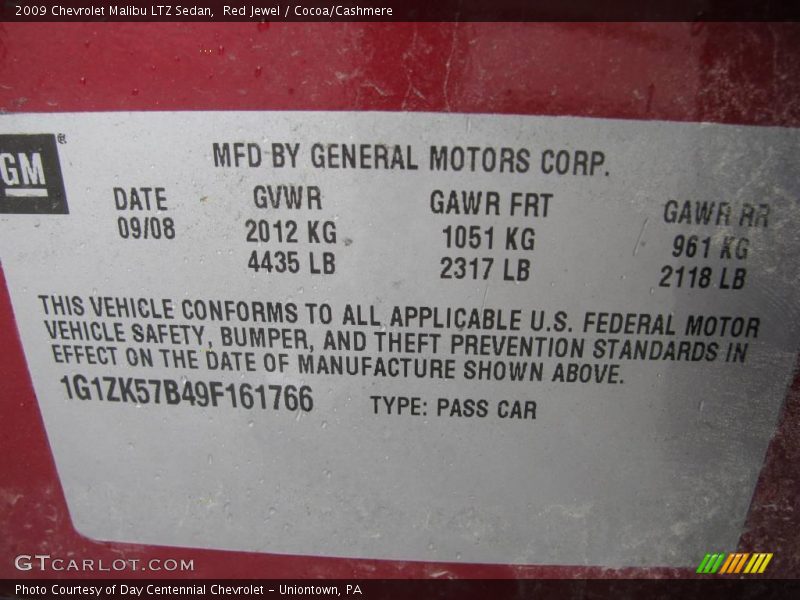 2009 Chevrolet Malibu LTZ Sedan,  Red Jewel / Cocoa/Cashmere
GM®
MFD BY GENERAL MOTORS CORP.
DATE GVWR GAWR FRT GAWR RR
09/08 2012 KG 1051 KG 961 KG
4435 LB 2317 LB 2118 LB
THIS VEHICLE CONFORMS TO ALL APPLICABLE U.S. FEDERAL MOTOR
VEHICLE SAFETY, BUMPER, AND THEFT PREVENTION STANDARDS IN
EFFECT ON THE DATE OF MANUFACTURE SHOWN ABOVE.
1G1ZK57B49F161766 TYPE: PASS CAR
GTCARLOT.COM
Photo Courtesy of Day Centennial Chevrolet - Uniontown, PA